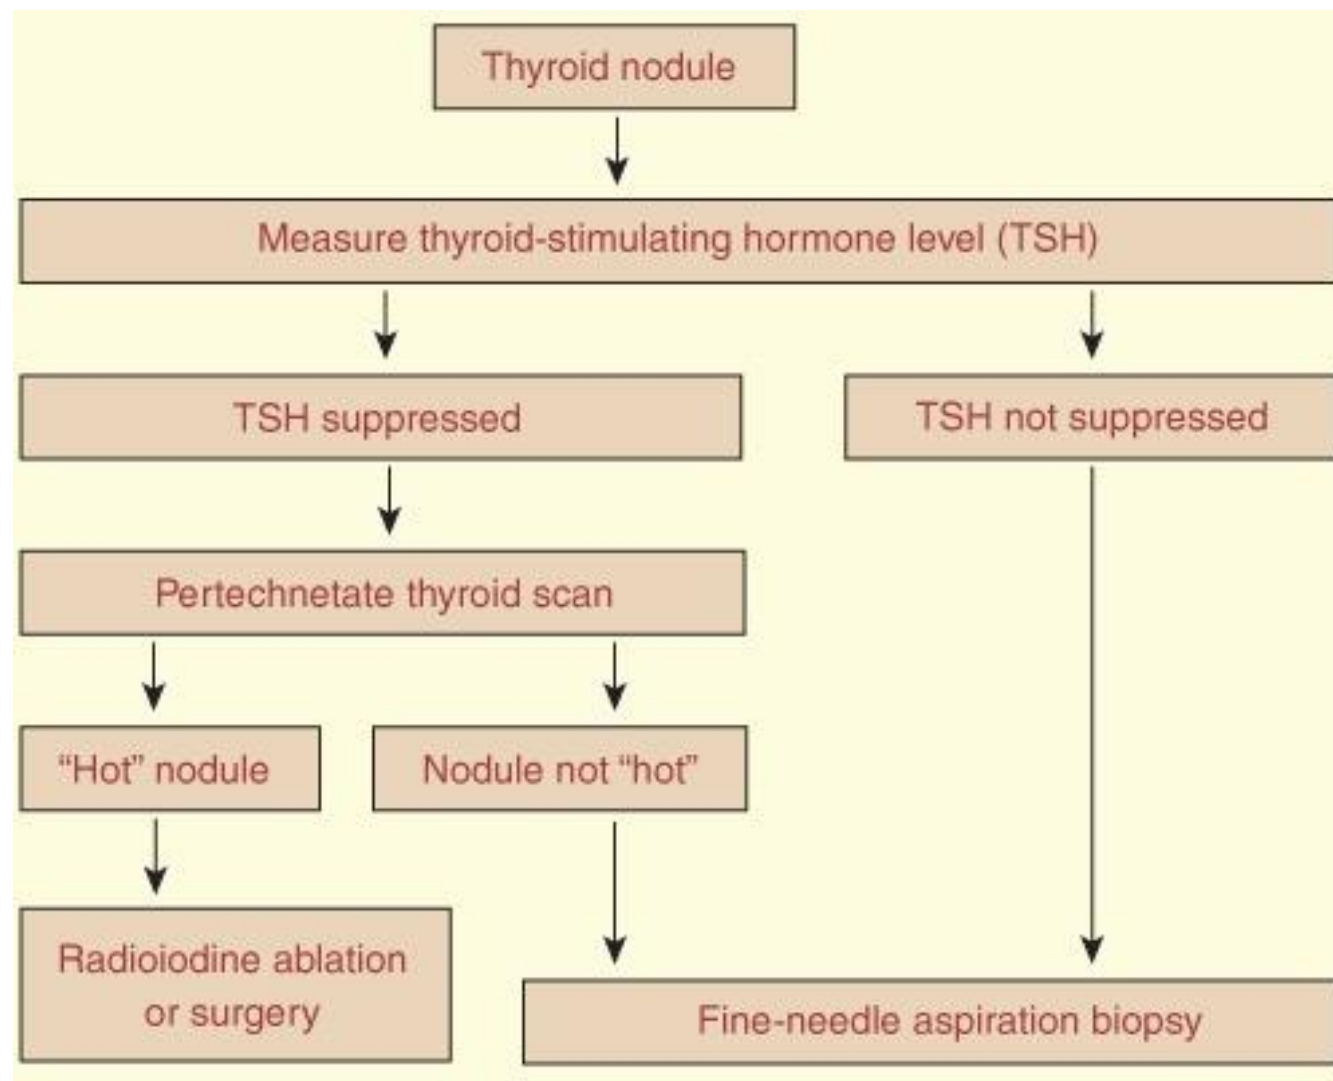 Thyroid nodule
Measure thyroid-stimulating hormone level (TSH)
TSH suppressed
TSH not suppressed
Pertechnetate thyroid scan
“Hot” nodule
Nodule not “hot”
Radioiodine ablation
or surgery
Fine-needle aspiration biopsy